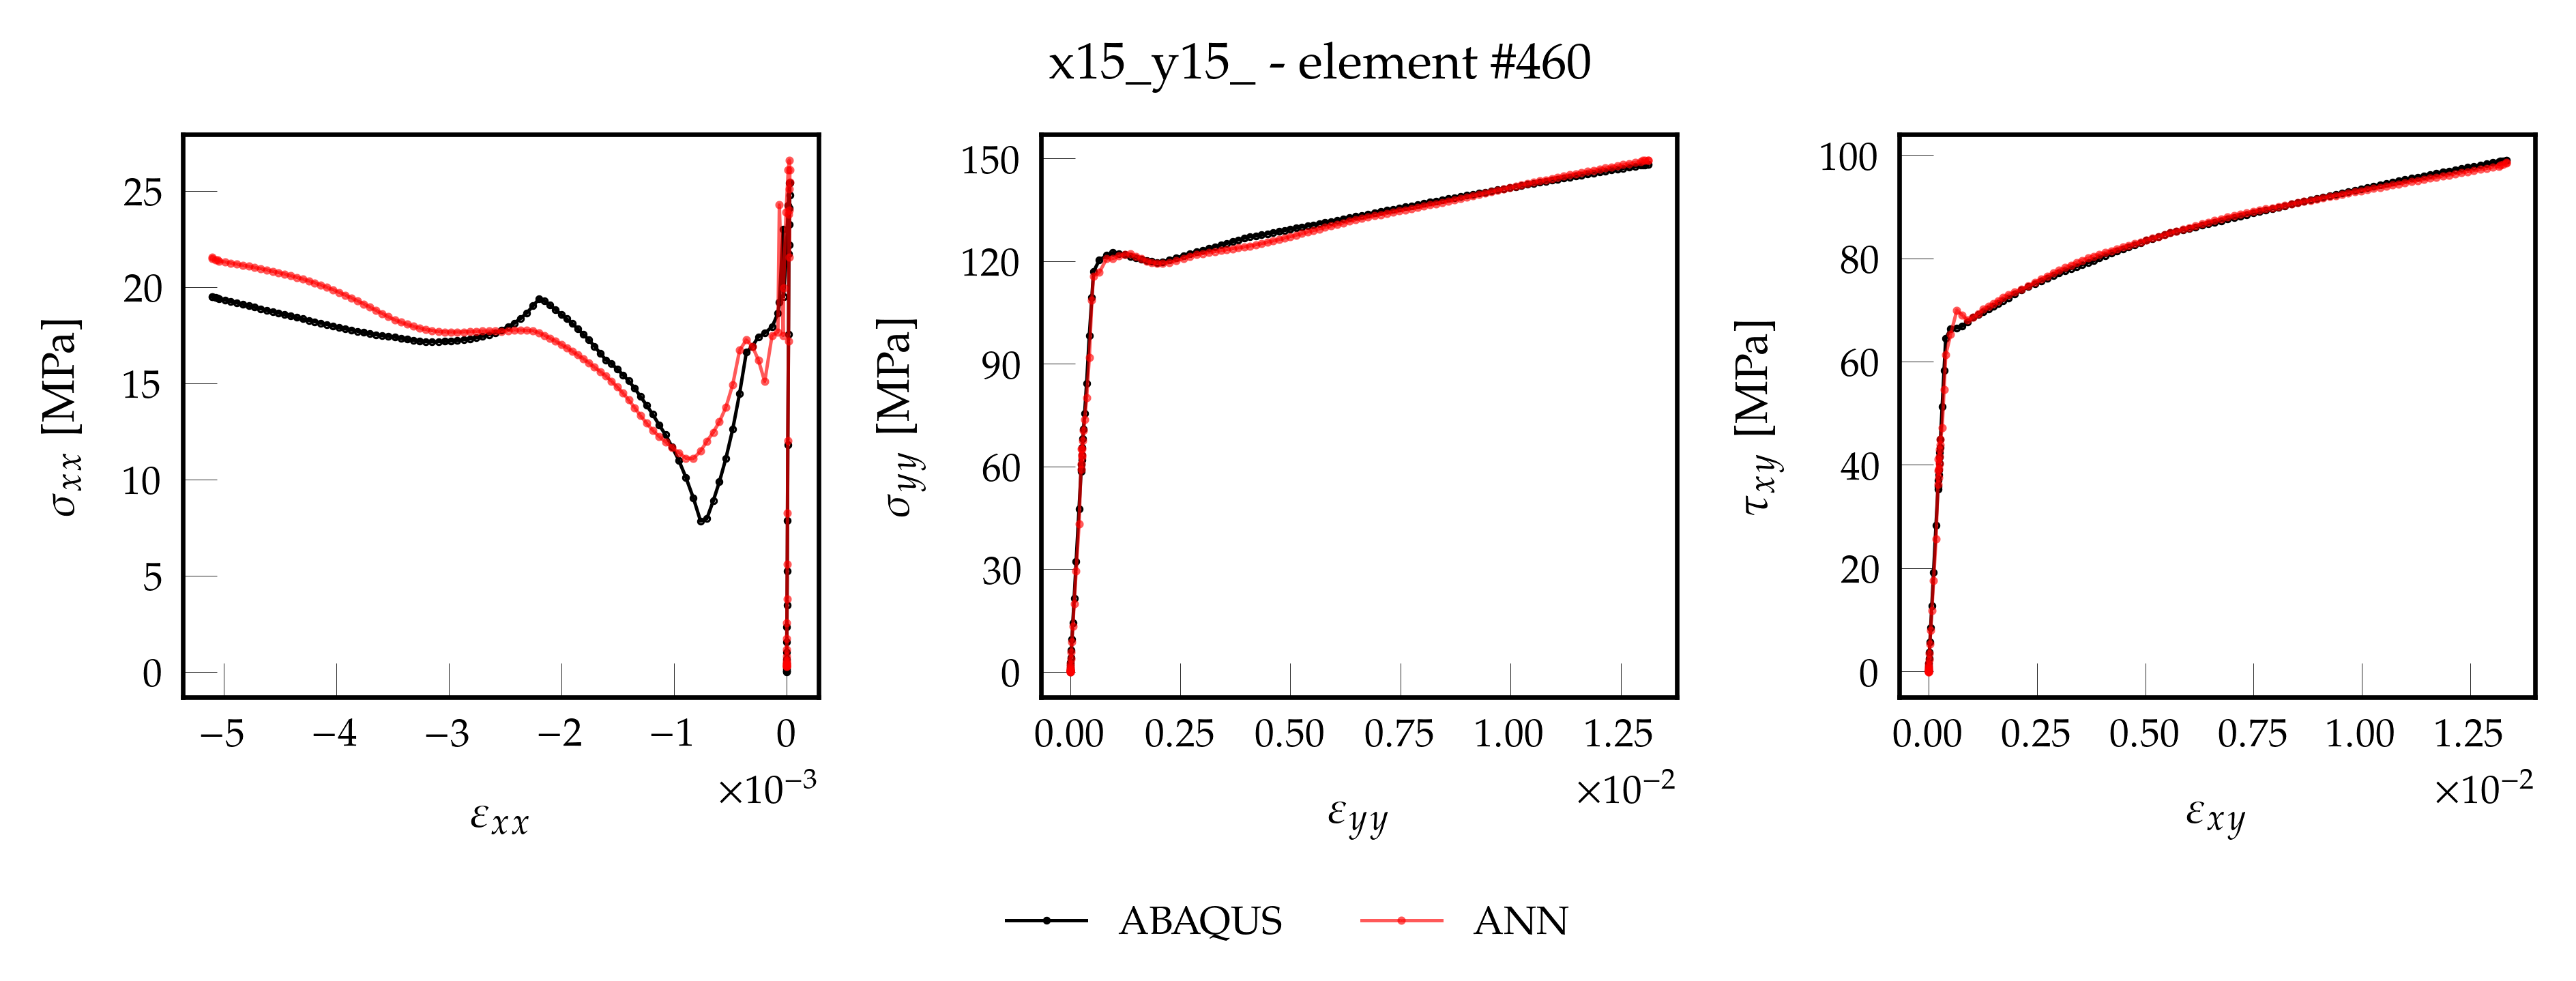 x15_y15_ - element #460
σxx [MPa]
25
20
15
10
5
0
−5 −4 −3 −2 −1 0
×10−3
εxx
σyy [MPa]
150
120
90
60
30
0
0.00 0.25 0.50 0.75 1.00 1.25
×10−2
εyy
τxy [MPa]
100
80
60
40
20
0
0.00 0.25 0.50 0.75 1.00 1.25
×10−2
εxy
ABAQUS ANN